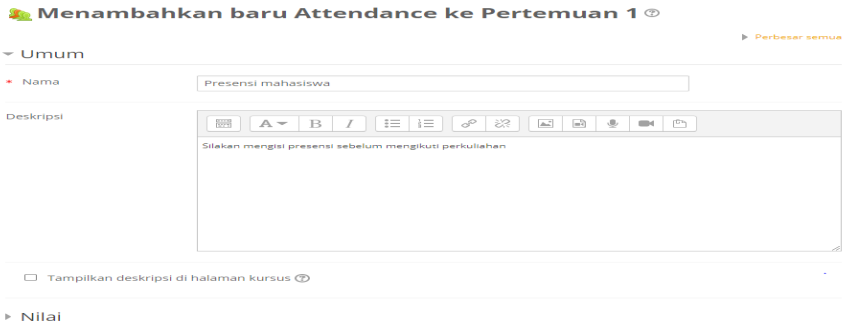 Menambahkan baru Attendance ke Pertemuan 1
Perbesar semua
Umum
* Nama
Presensi mahasiswa
Deskripsi
A B I
Silakan mengisi presensi sebelum mengikuti perkuliahan
Tampilkan deskripsi di halaman kursus
Nilai